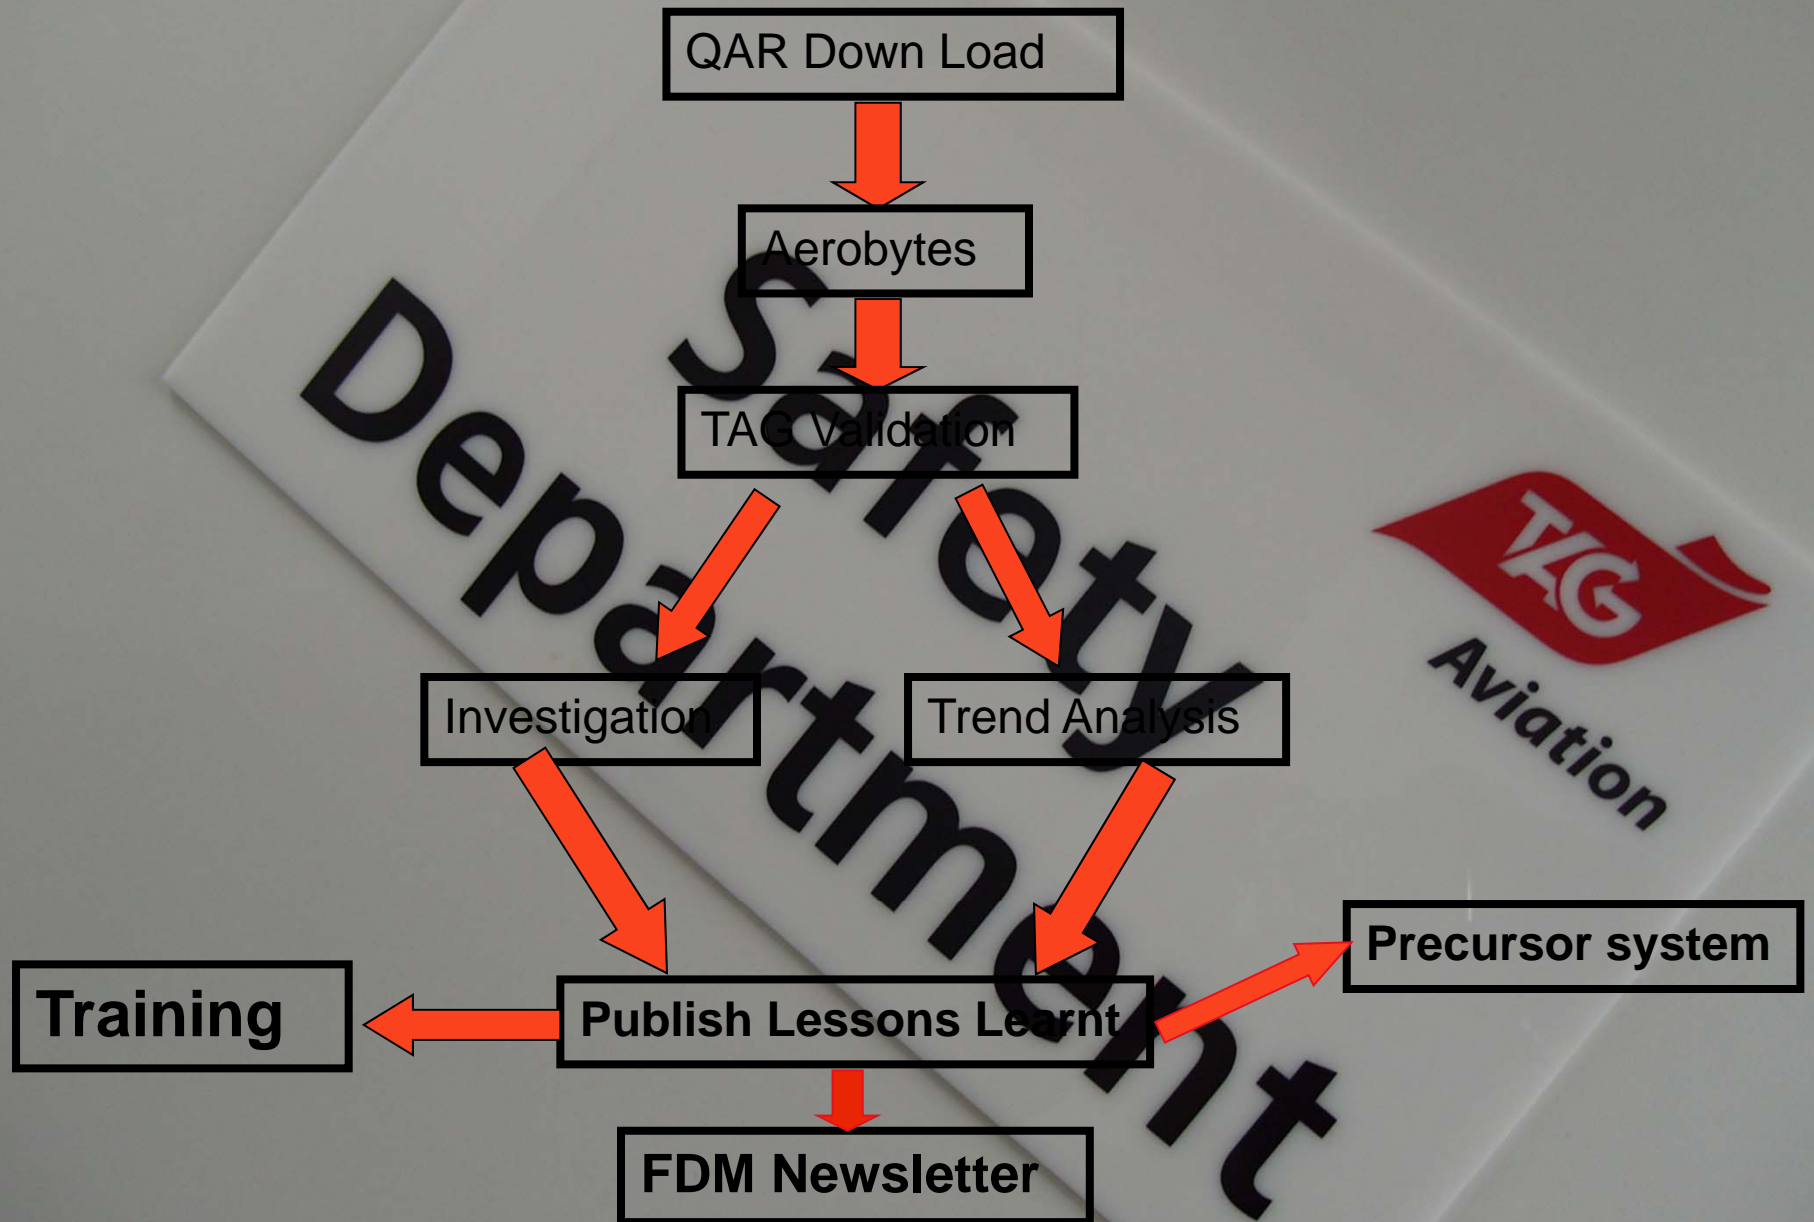 QAR Down Load
Aerobytes
TAG Validation
Investigation
Trend Analysis
Precursor system
Training
Publish Lessons Learnt
FDM Newsletter
Safety
Department
TAG
Aviation